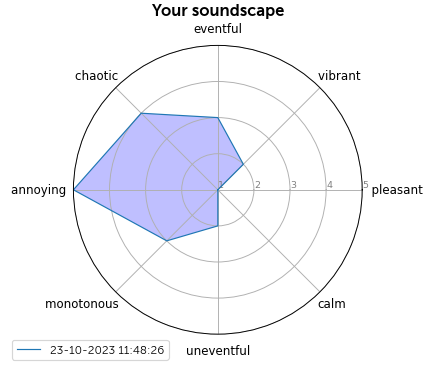 Your soundscape
eventful
chaotic
vibrant
annoying
1
2
3
4
5
pleasant
monotonous
calm
uneventful
23-10-2023 11:48:26